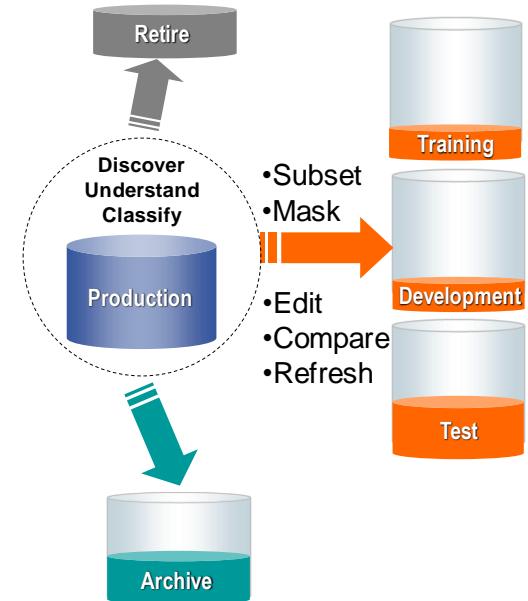 Retire
Discover
Understand
Classify
Production
•Subset
•Mask
•Edit
•Compare
•Refresh
Training
Development
Test
Archive